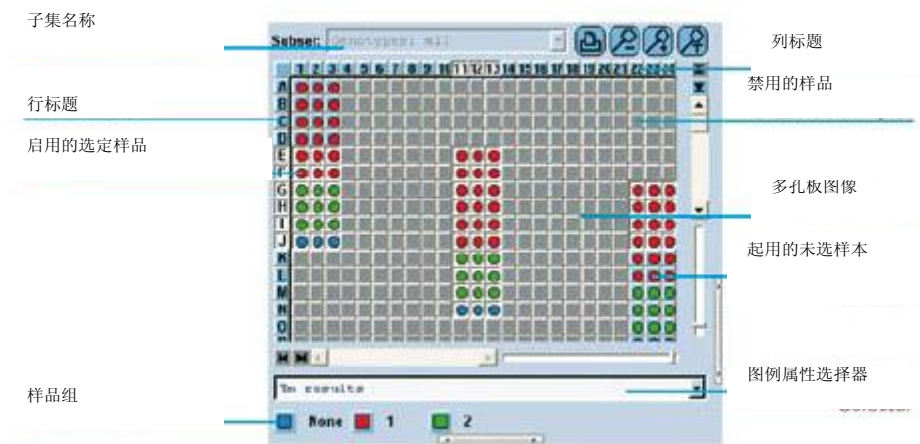 子集名称
列标题
Subset: Genotypes: all
禁用的样品
1 2 3 4 5 6 7 8 9 10 11 12 13 14 15 16 17 18 19 20 21 22 23 24
行标题
启用的选定样品
A
B
C
D
E
F
G
H
I
J
K
L
M
N
O
多孔板图像
起用的未选样本
样品组
图例属性选择器
Tm results
None 1 2